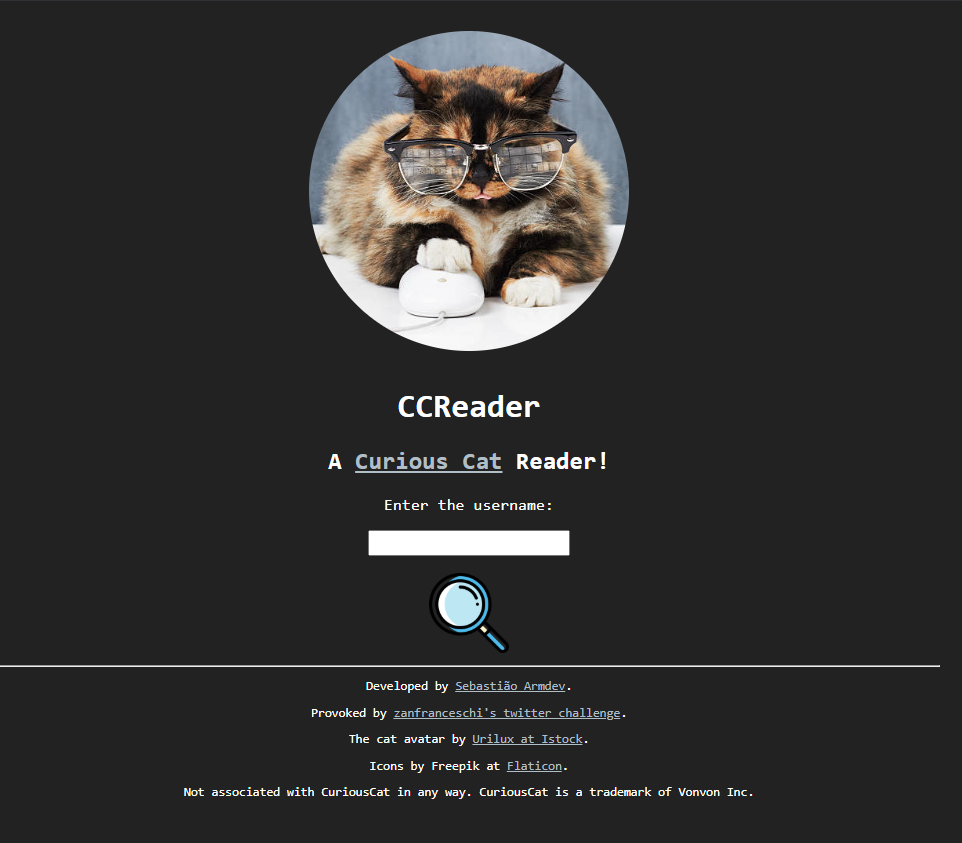 CCReader
A Curious Cat Reader!
Enter the username:
Developed by Sebastião Armdev.
Provoked by zanfranceschi's twitter challenge.
The cat avatar by Urilux at Istock.
Icons by Freepik at Flaticon.
Not associated with CuriousCat in any way. CuriousCat is a trademark of Vonvon Inc.